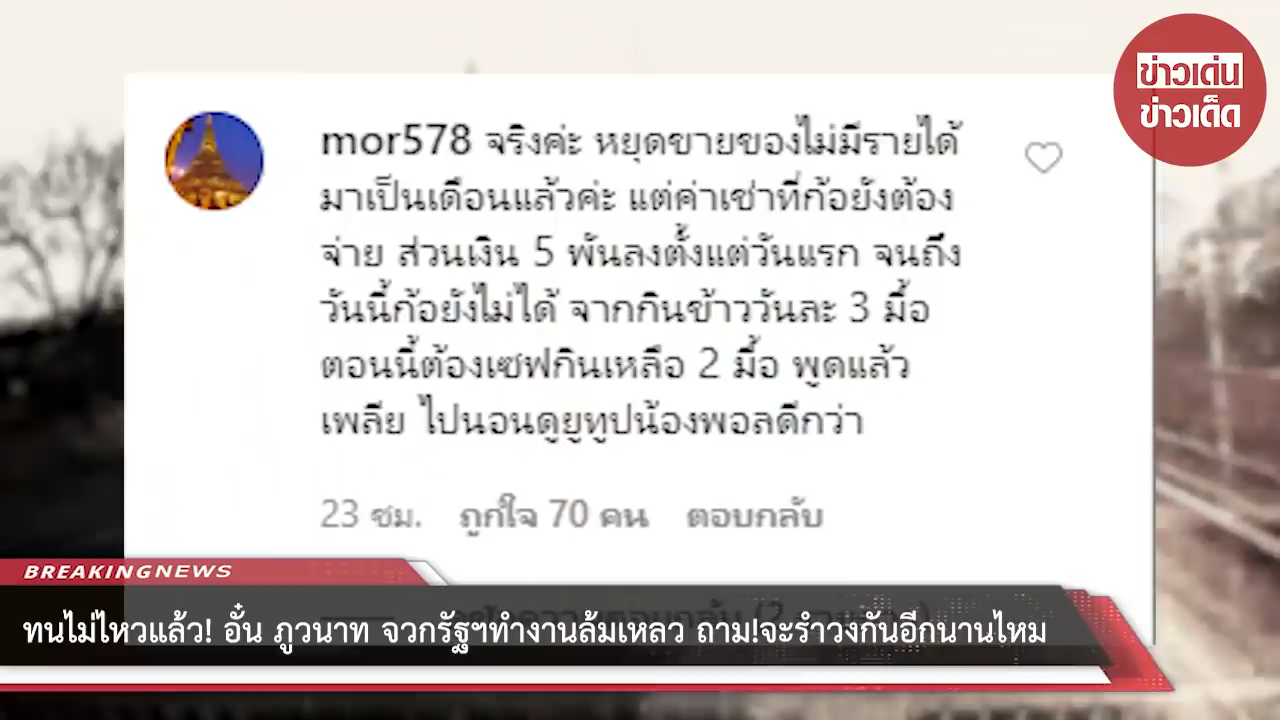 ข่าวเด่น
ข่าวเด็ด
mor578 จริงค่ะ หยุดขายของไม่มีรายได้
มาเป็นเดือนแล้วค่ะ แต่ค่าเช่าที่ก้อยังต้อง
จ่าย ส่วนเงิน 5 พันลงตั้งแต่วันแรก จนถึง
วันนี้ก้อยังไม่ได้ จากกินข้าววันละ 3 มื้อ
ตอนนี้ต้องเซฟกินเหลือ 2 มื้อ พูดแล้ว
เพลีย ไปนอนดูยูทูปน้องพอลดีกว่า
23 ชม. ถูกใจ 70 คน ตอบกลับ
BREAKINGNEWS
ทนไม่ไหวแล้ว! อั๋น ภูวนาท จวกรัฐฯทำงานล้มเหลว ถาม!จะรำวงกันอีกนานไหม